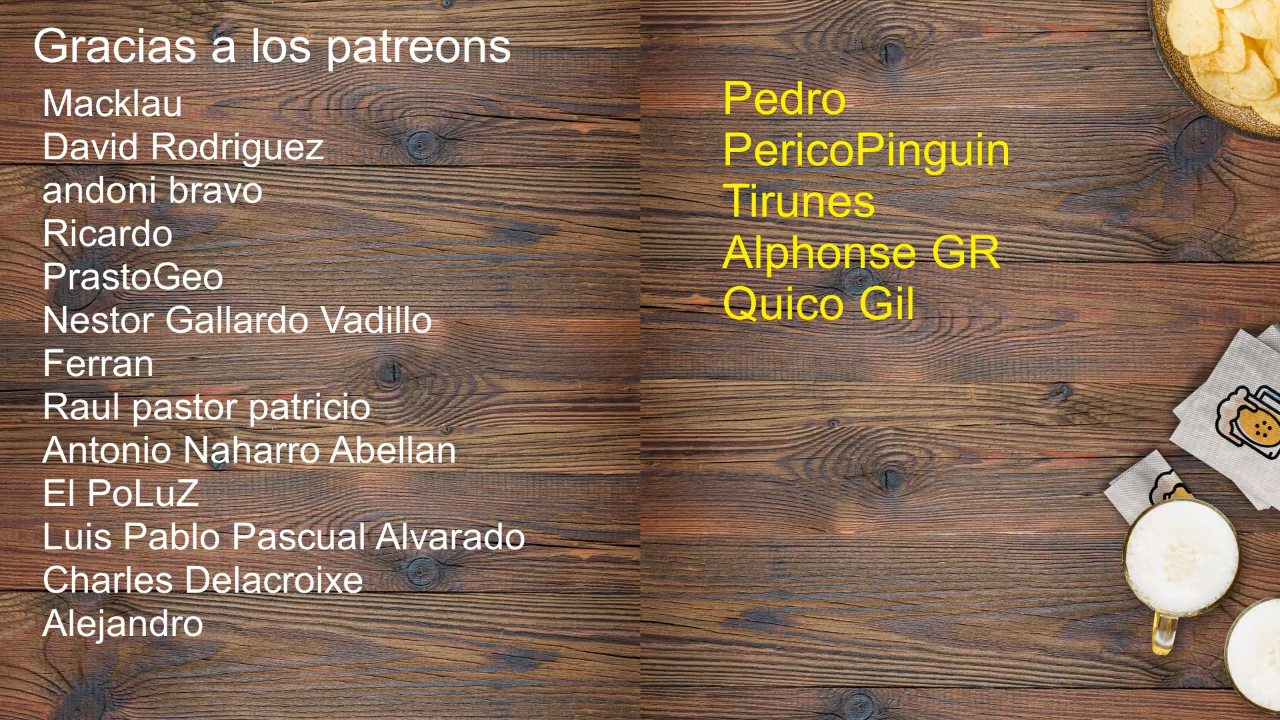 Gracias a los patreons
Macklau
David Rodriguez
andoni bravo
Ricardo
PrastoGeo
Nestor Gallardo Vadillo
Ferran
Raul pastor patricio
Antonio Naharro Abellan
El PoLuZ
Luis Pablo Pascual Alvarado
Charles Delacroixe
Alejandro
Pedro
PericoPinguin
Tirunes
Alphonse GR
Quico Gil